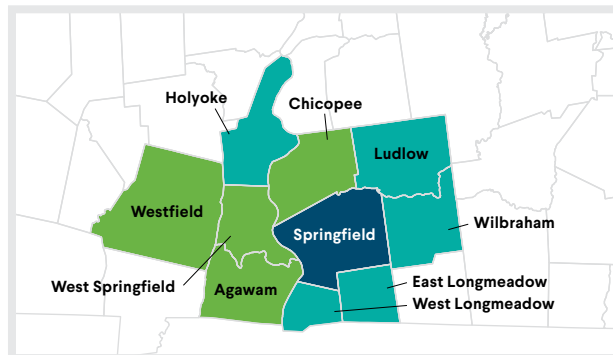 Holyoke
Chicopee
Ludlow
Westfield
Springfield
Wilbraham
West Springfield
Agawam
East Longmeadow
West Longmeadow